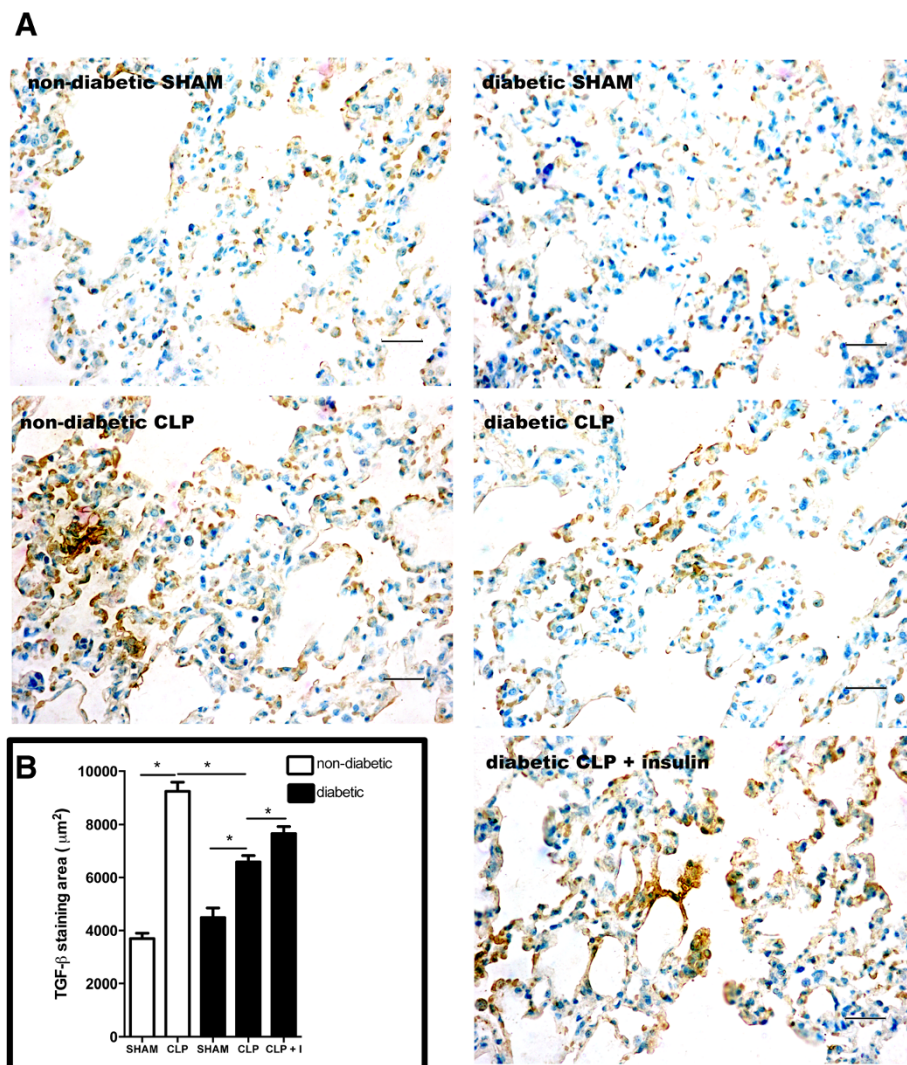 A
non-diabetic SHAM
diabetic SHAM
non-diabetic CLP
diabetic CLP
B
non-diabetic
diabetic
TGF-β staining area ( μm²)
10000
8000
6000
4000
2000
0
* * * *
SHAM CLP SHAM CLP CLP + I
diabetic CLP + insulin